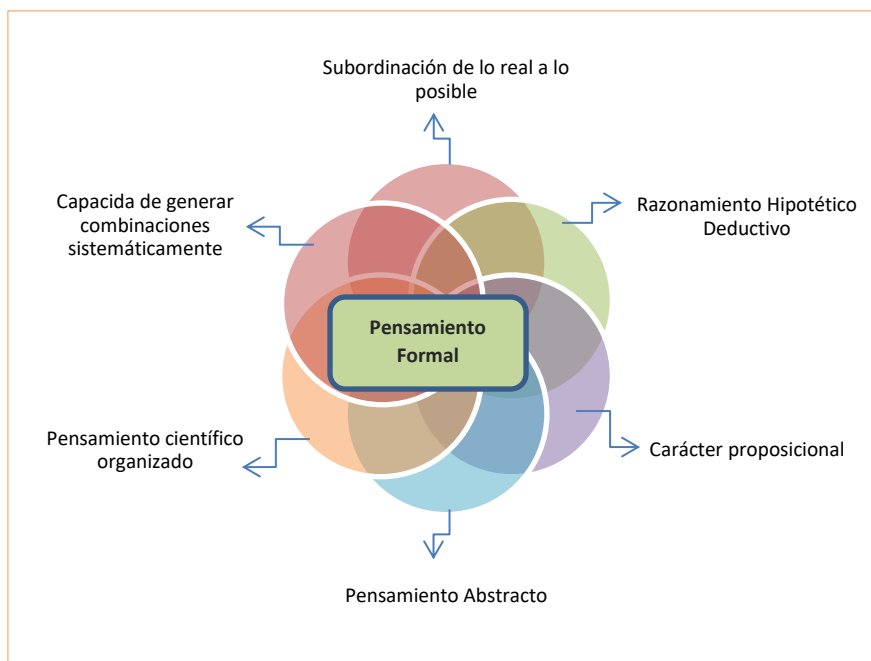 Subordinación de lo real a lo
posible
Capacida de generar
combinaciones
sistemáticamente
Razonamiento Hipotético
Deductivo
Pensamiento
Formal
Pensamiento científico
organizado
Carácter proposicional
Pensamiento Abstracto